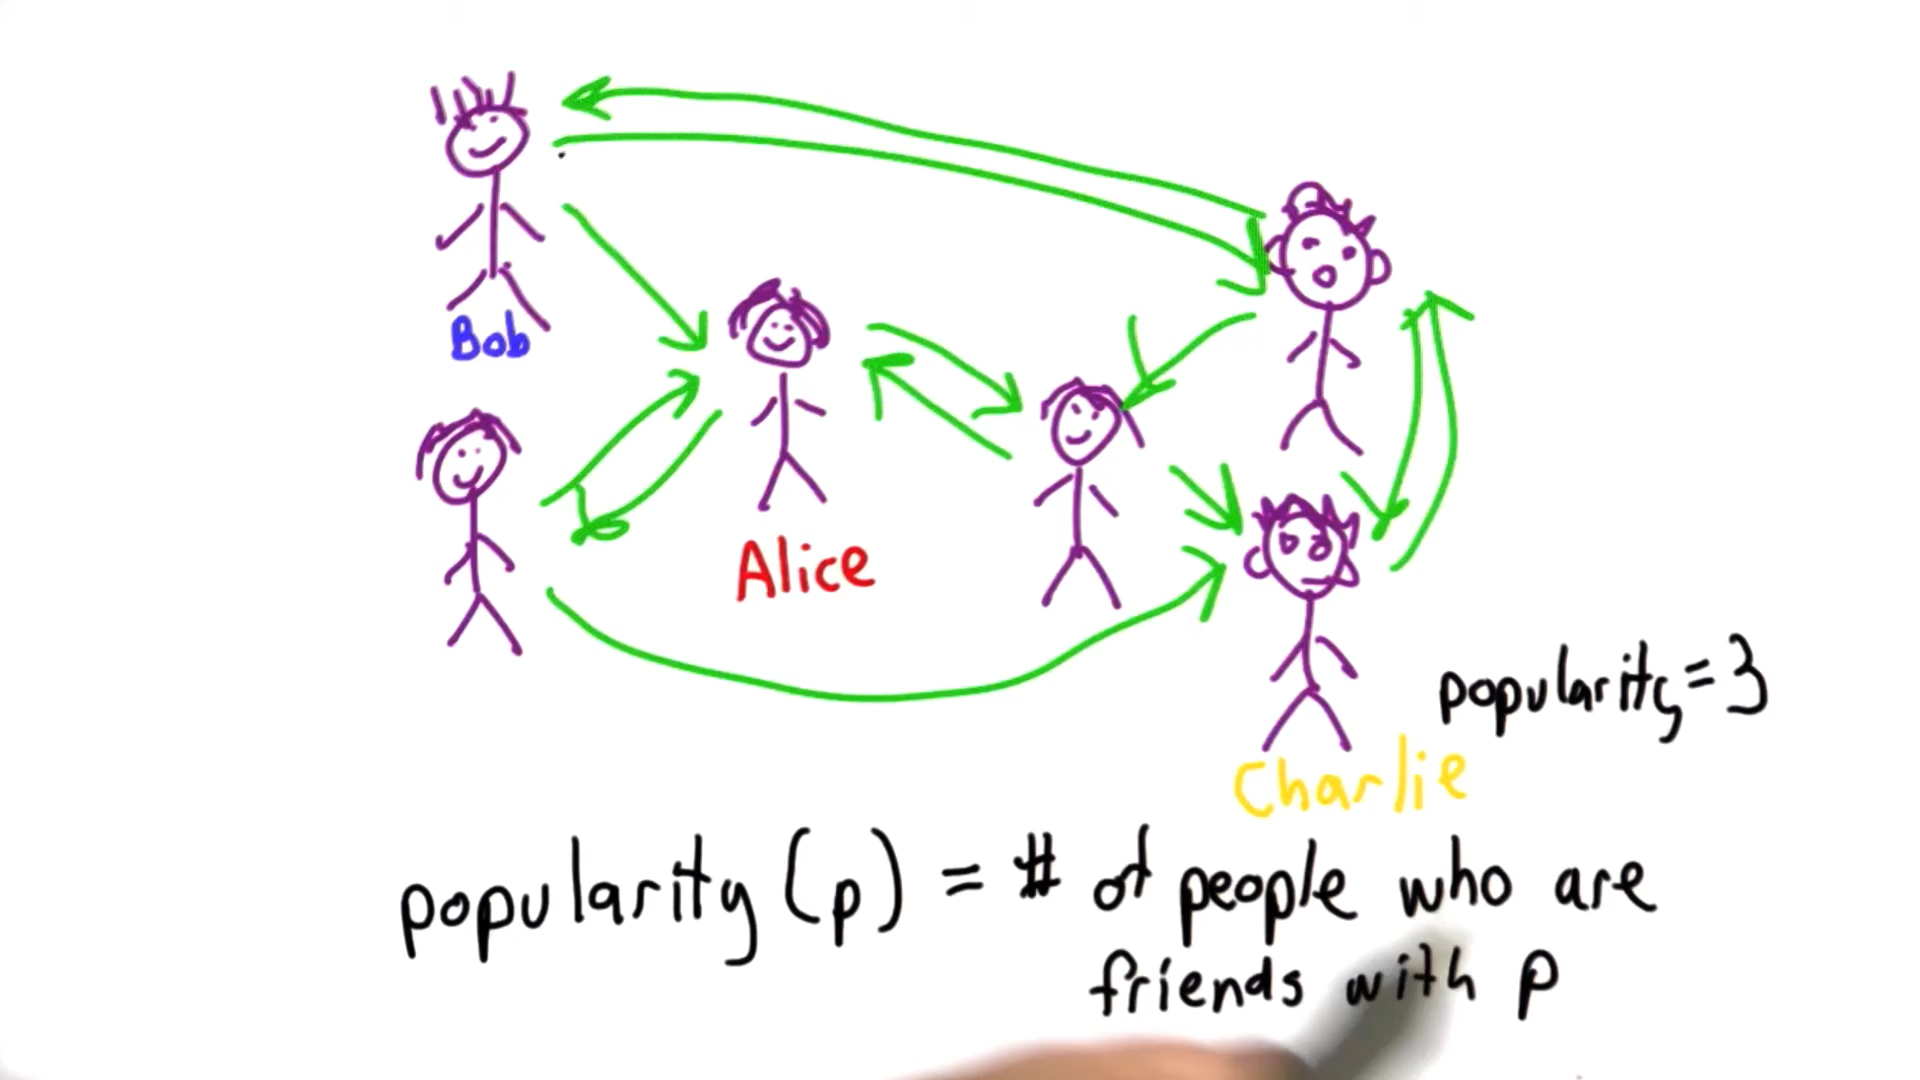 Bob
Alice
popularity = 3
Charlie
popularity (p) = # of people who are
friends with p